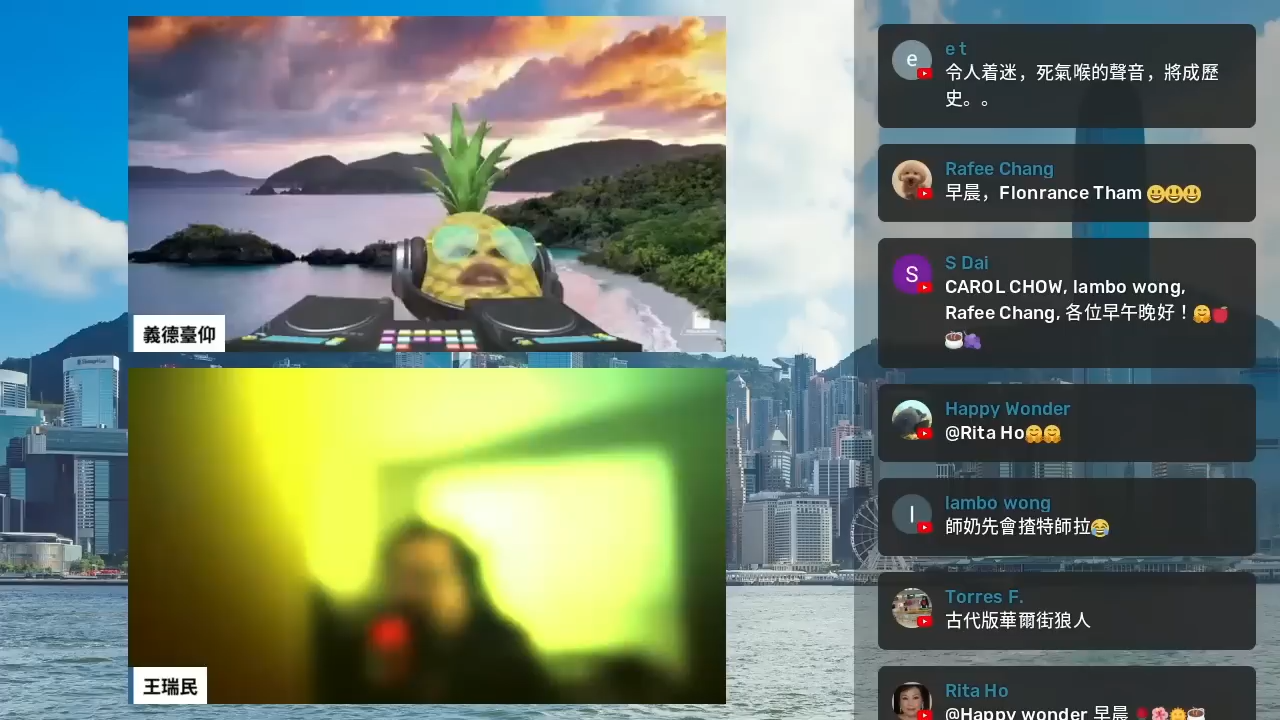 義德臺仰
王瑞民
e t
令人着迷，死氣喉的聲音，將成歷
史。。
Rafee Chang
早晨，Flonrance Tham 😃😃😃
S Dai
CAROL CHOW, lambo wong,
Rafee Chang, 各位早午晚好！🤗🍎
☕🍇
Happy Wonder
@Rita Ho🤗🤗
lambo wong
師奶先會揸特師拉😂
Torres F.
古代版華爾街狼人
Rita Ho
@Happy wonder 早晨🌹🌸🌼☕